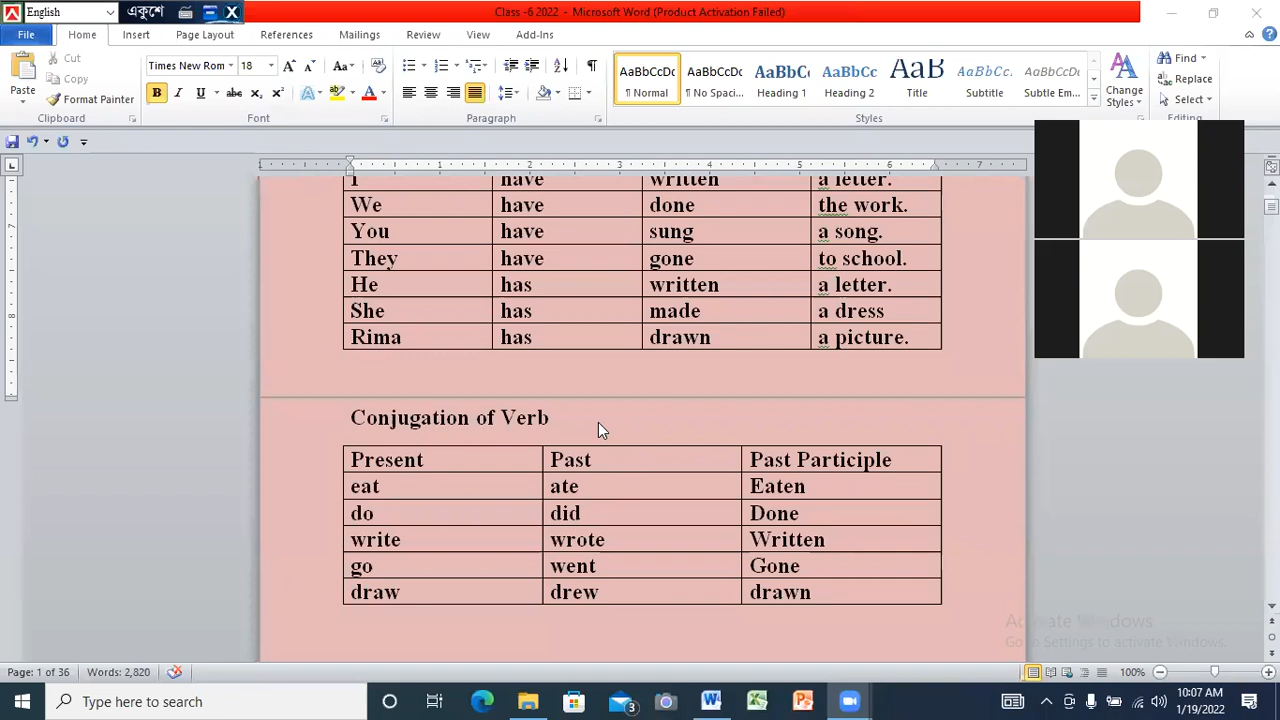 English
একুশে
Class -6 2022 - Microsoft Word (Product Activation Failed)
File Home Insert Page Layout References Mailings Review View Add-Ins
Cut
Copy
Format Painter
Paste
Clipboard
Times New Rom 18
Font
Paragraph
AaBbCcDc AaBbCcDc AaBbC AaBbCc AaB AaBbCc. AaBbCcDc
¶ Normal ¶ No Spaci... Heading 1 Heading 2 Title Subtitle Subtle Em...
Change Styles
Styles
Find
Replace
Select
Editing
I have written a letter.
We have done the work.
You have sung a song.
They have gone to school.
He has written a letter.
She has made a dress
Rima has drawn a picture.
Conjugation of Verb
Present Past Past Participle
eat ate Eaten
do did Done
write wrote Written
go went Gone
draw drew drawn
Activate Windows
Go to Settings to activate Windows.
Page: 1 of 36 Words: 2,820
100%
Type here to search
3
10:07 AM
1/19/2022